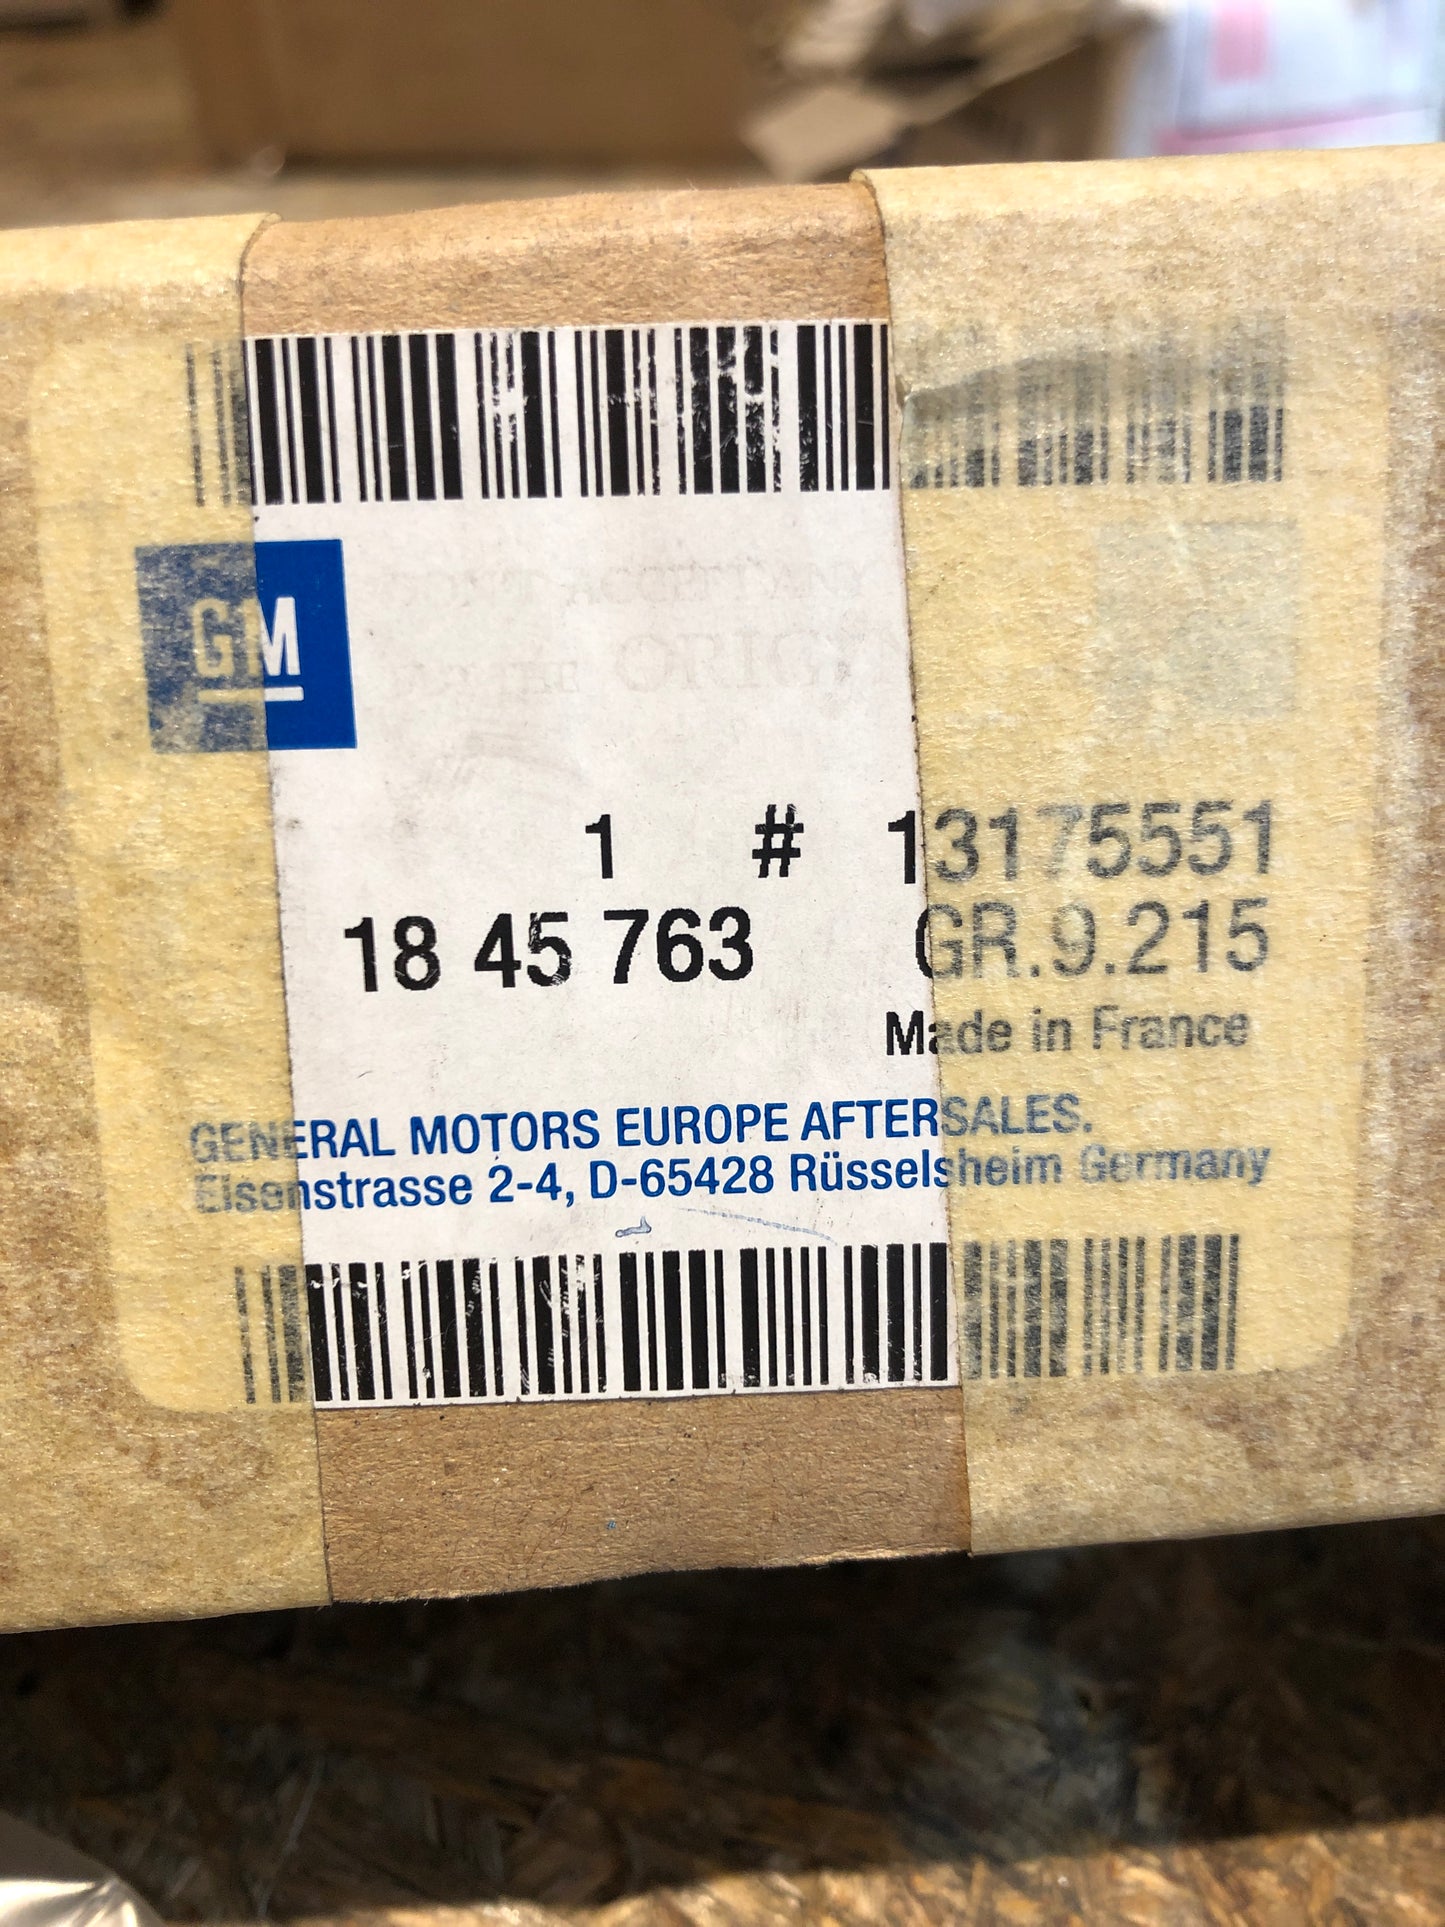 GM
1 # 13175551
18 45 763 GR.9.215
Made in France
GENERAL MOTORS EUROPE AFTERSALES.
Eisenstrasse 2-4, D-65428 Rüsselsheim Germany